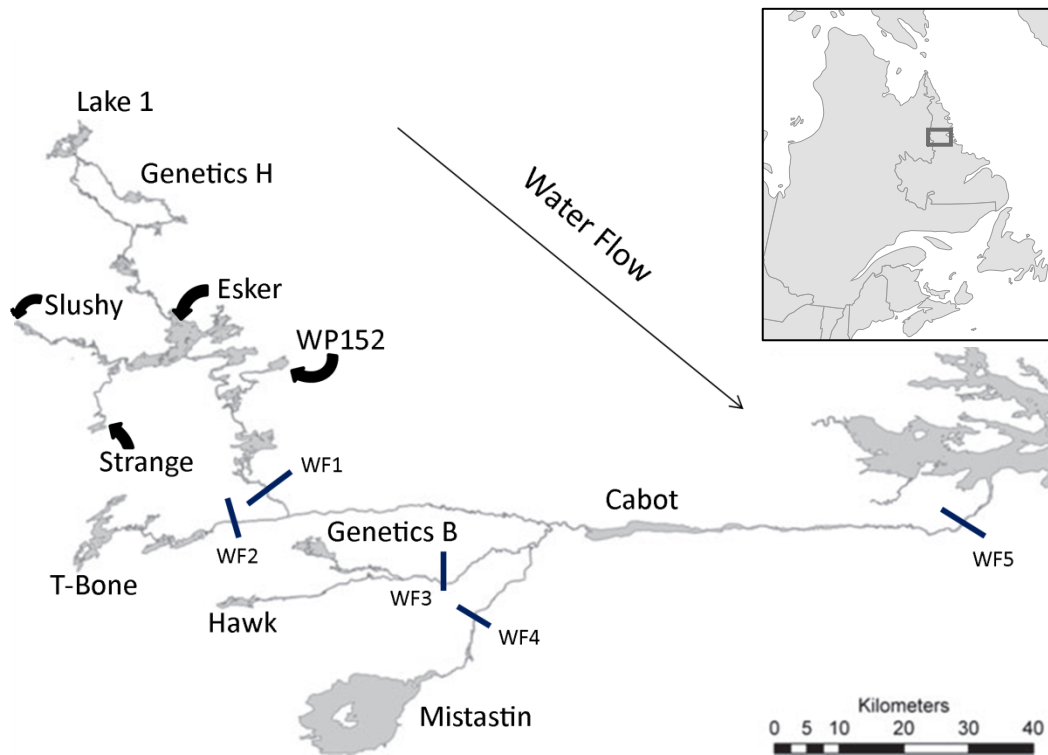 Lake 1
Genetics H
Water Flow
Esker
Slushy
WP152
Strange
WF1
Cabot
Genetics B
WF2
WF5
T-Bone
WF3
Hawk
WF4
Mistastin
Kilometers
0 5 10 20 30 40